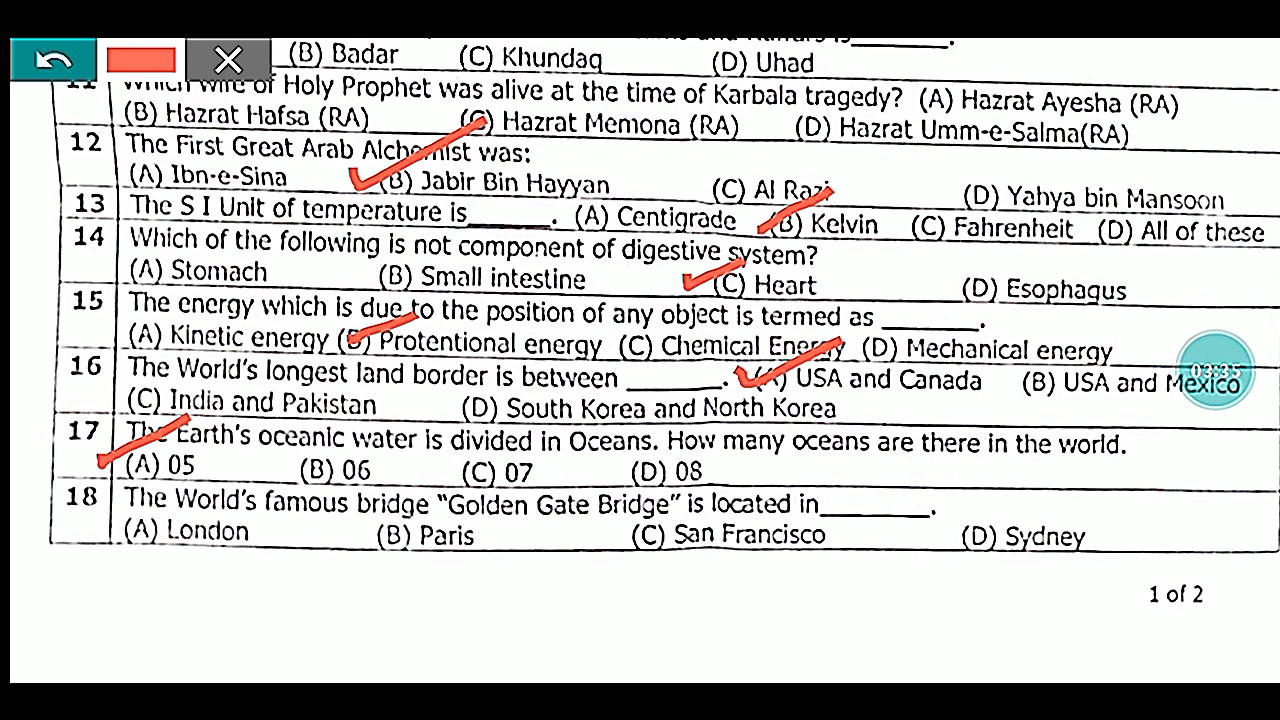 (B) Badar (C) Khundaq (D) Uhad
11 Which wife of Holy Prophet was alive at the time of Karbala tragedy? (A) Hazrat Ayesha (RA)
(B) Hazrat Hafsa (RA) (C) Hazrat Memona (RA) (D) Hazrat Umm-e-Salma(RA)
12 The First Great Arab Alchemist was:
(A) Ibn-e-Sina (B) Jabir Bin Hayyan (C) Al Razi (D) Yahya bin Mansoon
13 The S I Unit of temperature is______. (A) Centigrade (B) Kelvin (C) Fahrenheit (D) All of these
14 Which of the following is not component of digestive system?
(A) Stomach (B) Small intestine (C) Heart (D) Esophagus
15 The energy which is due to the position of any object is termed as _______.
(A) Kinetic energy (B) Protentional energy (C) Chemical Energy (D) Mechanical energy
16 The World's longest land border is between _______. (A) USA and Canada (B) USA and Mexico
03:35
(C) India and Pakistan (D) South Korea and North Korea
17 The Earth's oceanic water is divided in Oceans. How many oceans are there in the world.
(A) 05 (B) 06 (C) 07 (D) 08
18 The World's famous bridge "Golden Gate Bridge" is located in________.
(A) London (B) Paris (C) San Francisco (D) Sydney
1 of 2